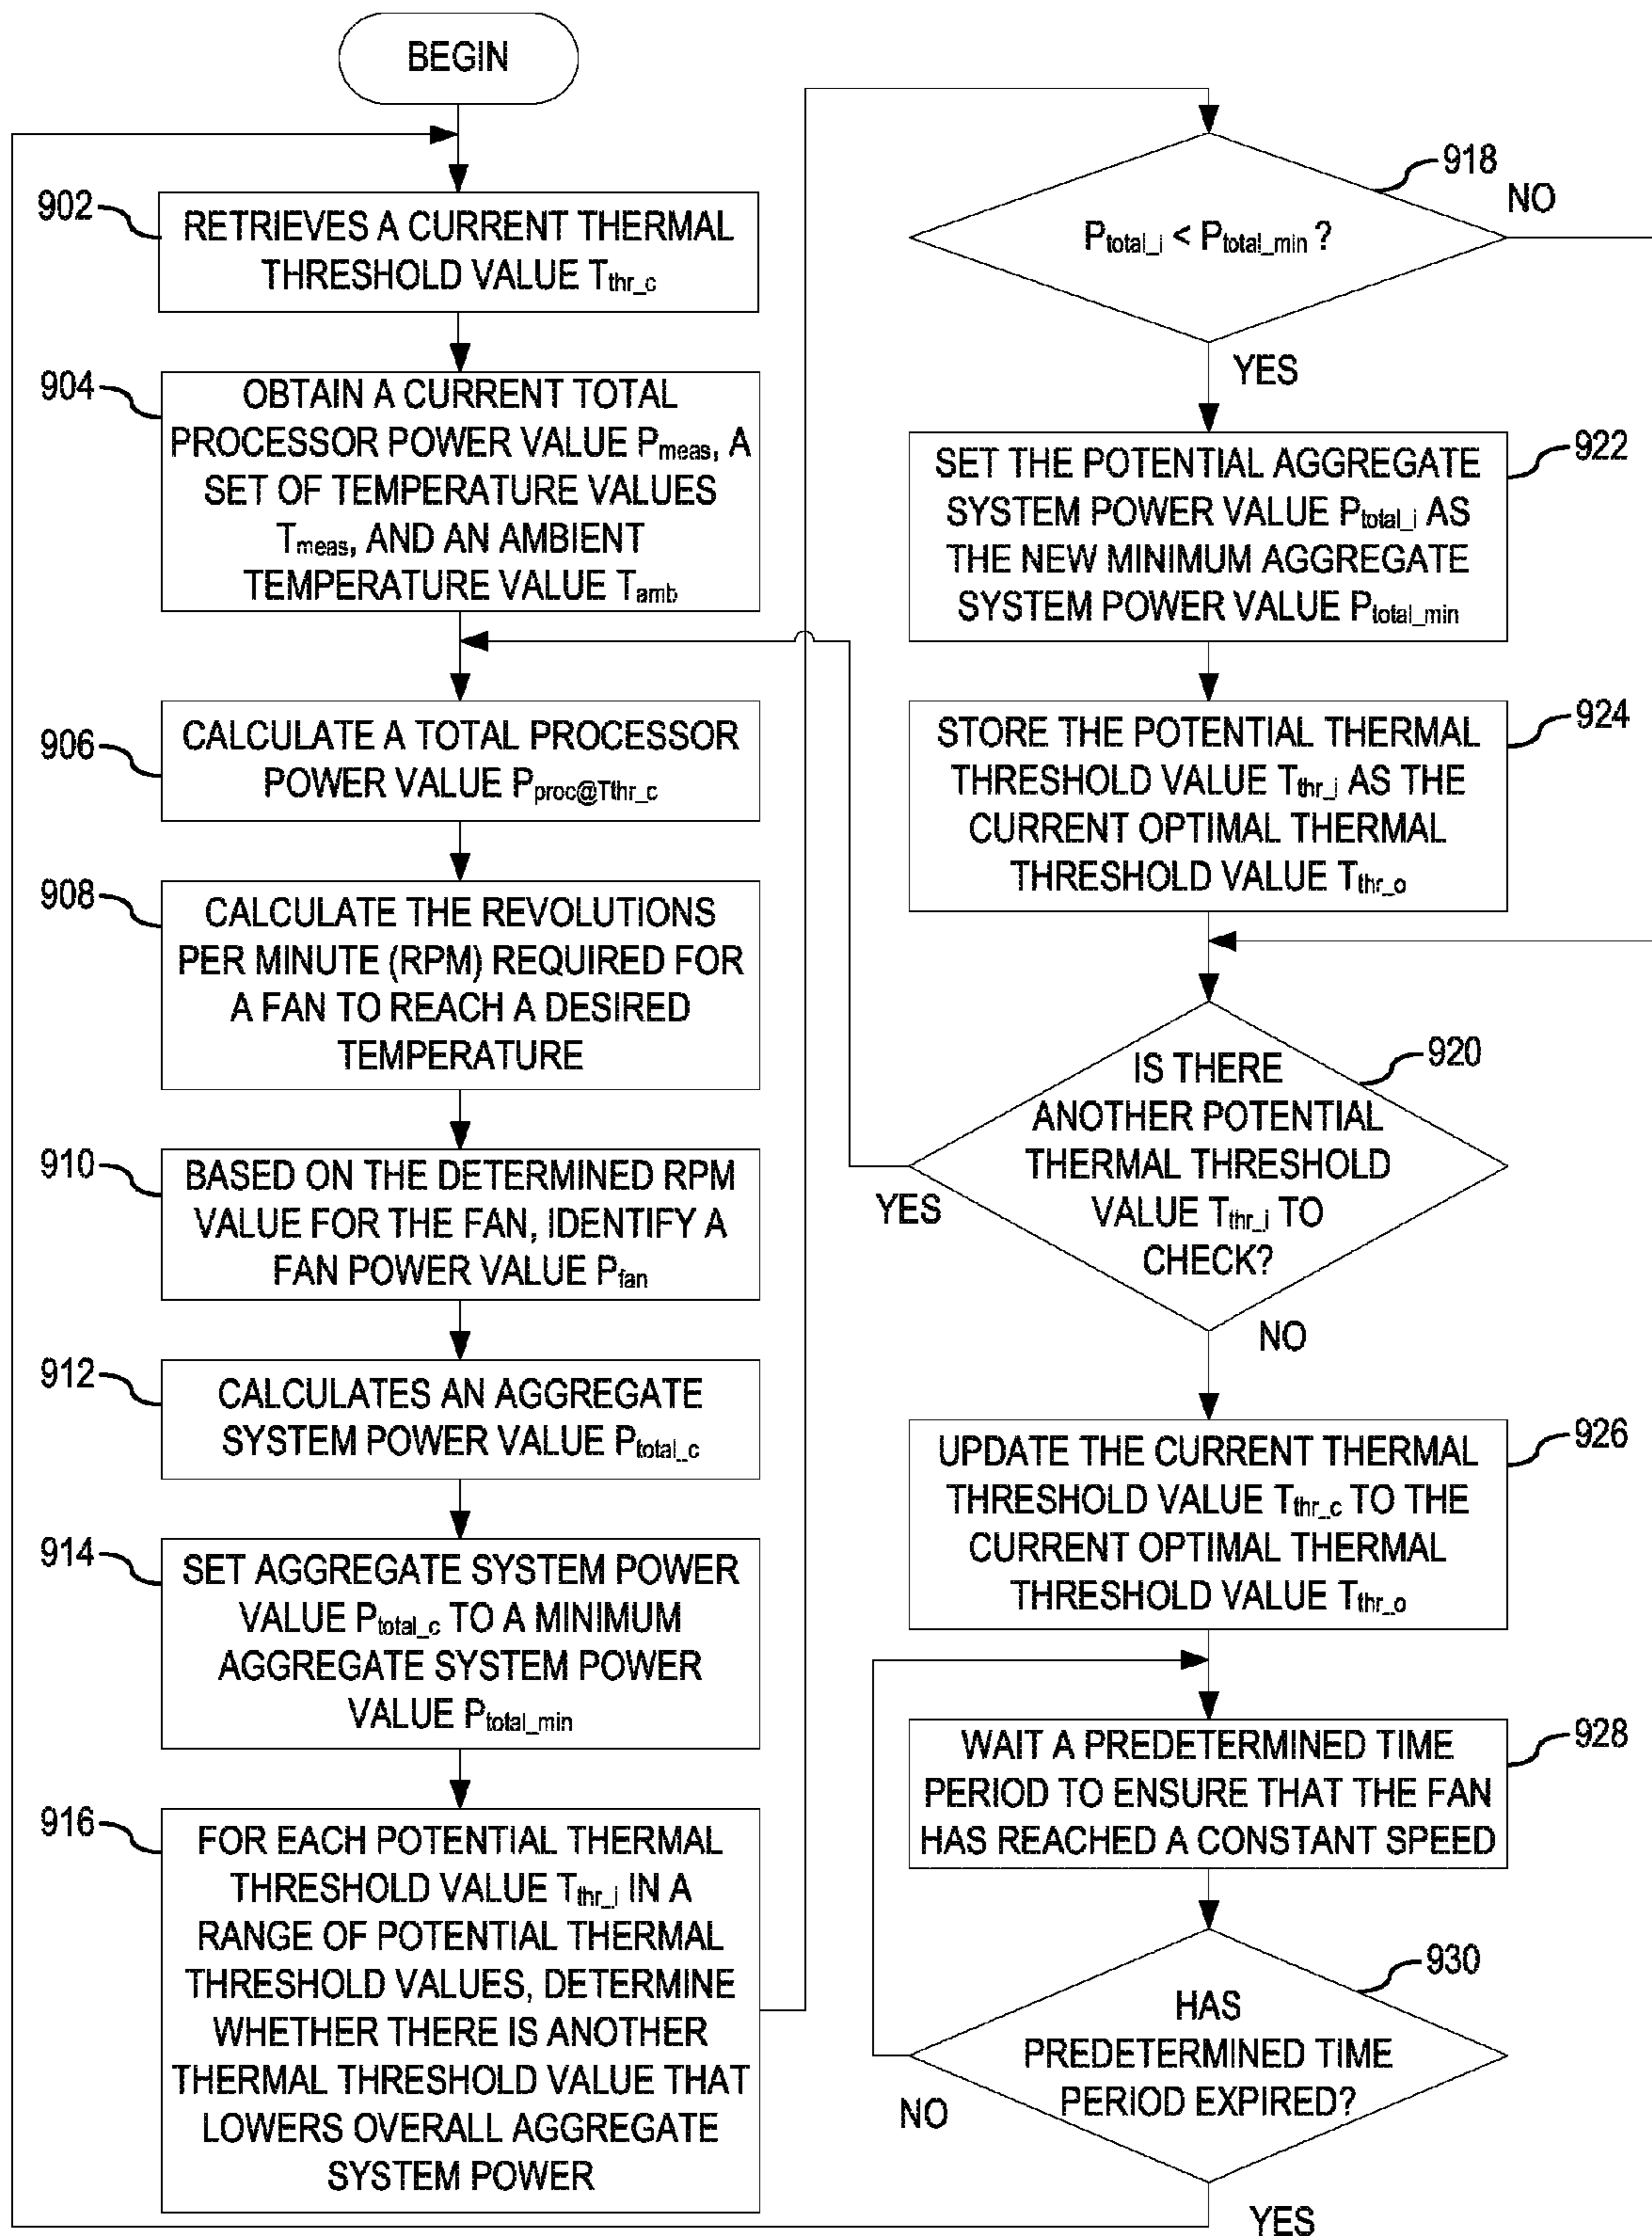 BEGIN
902
RETRIEVES A CURRENT THERMAL
THRESHOLD VALUE Tthr_c
904
OBTAIN A CURRENT TOTAL
PROCESSOR POWER VALUE Pmeas, A
SET OF TEMPERATURE VALUES
Tmeas, AND AN AMBIENT
TEMPERATURE VALUE Tamb
906
CALCULATE A TOTAL PROCESSOR
POWER VALUE Pproc@Tthr_c
908
CALCULATE THE REVOLUTIONS
PER MINUTE (RPM) REQUIRED FOR
A FAN TO REACH A DESIRED
TEMPERATURE
910
BASED ON THE DETERMINED RPM
VALUE FOR THE FAN, IDENTIFY A
FAN POWER VALUE Pfan
912
CALCULATES AN AGGREGATE
SYSTEM POWER VALUE Ptotal_c
914
SET AGGREGATE SYSTEM POWER
VALUE Ptotal_c TO A MINIMUM
AGGREGATE SYSTEM POWER
VALUE Ptotal_min
916
FOR EACH POTENTIAL THERMAL
THRESHOLD VALUE Tthr_i IN A
RANGE OF POTENTIAL THERMAL
THRESHOLD VALUES, DETERMINE
WHETHER THERE IS ANOTHER
THERMAL THRESHOLD VALUE THAT
LOWERS OVERALL AGGREGATE
SYSTEM POWER
918
NO
Ptotal_i < Ptotal_min ?
YES
922
SET THE POTENTIAL AGGREGATE
SYSTEM POWER VALUE Ptotal_i AS
THE NEW MINIMUM AGGREGATE
SYSTEM POWER VALUE Ptotal_min
924
STORE THE POTENTIAL THERMAL
THRESHOLD VALUE Tthr_i AS THE
CURRENT OPTIMAL THERMAL
THRESHOLD VALUE Tthr_o
920
IS THERE
ANOTHER POTENTIAL
THERMAL THRESHOLD
VALUE Tthr_i TO
CHECK?
YES
NO
926
UPDATE THE CURRENT THERMAL
THRESHOLD VALUE Tthr_c TO THE
CURRENT OPTIMAL THERMAL
THRESHOLD VALUE Tthr_o
928
WAIT A PREDETERMINED TIME
PERIOD TO ENSURE THAT THE FAN
HAS REACHED A CONSTANT SPEED
930
HAS
PREDETERMINED TIME
PERIOD EXPIRED?
NO
YES